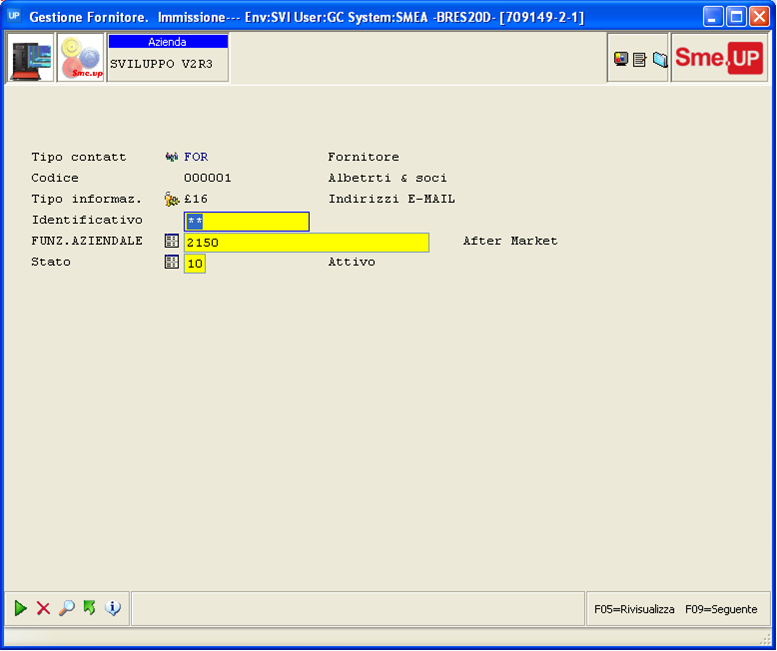 UP Gestione Fornitore. Immissione--- Env:SVI User:GC System:SMEA -BRES20D- [709149-2-1]
Sme.up
Azienda
SVILUPPO V2R3
Sme.UP
Tipo contatt FOR Fornitore
Codice 000001 Albetrti & soci
Tipo informaz. £16 Indirizzi E-MAIL
Identificativo **
FUNZ.AZIENDALE 2150 After Market
Stato 10 Attivo
F05=Rivisualizza F09=Seguente